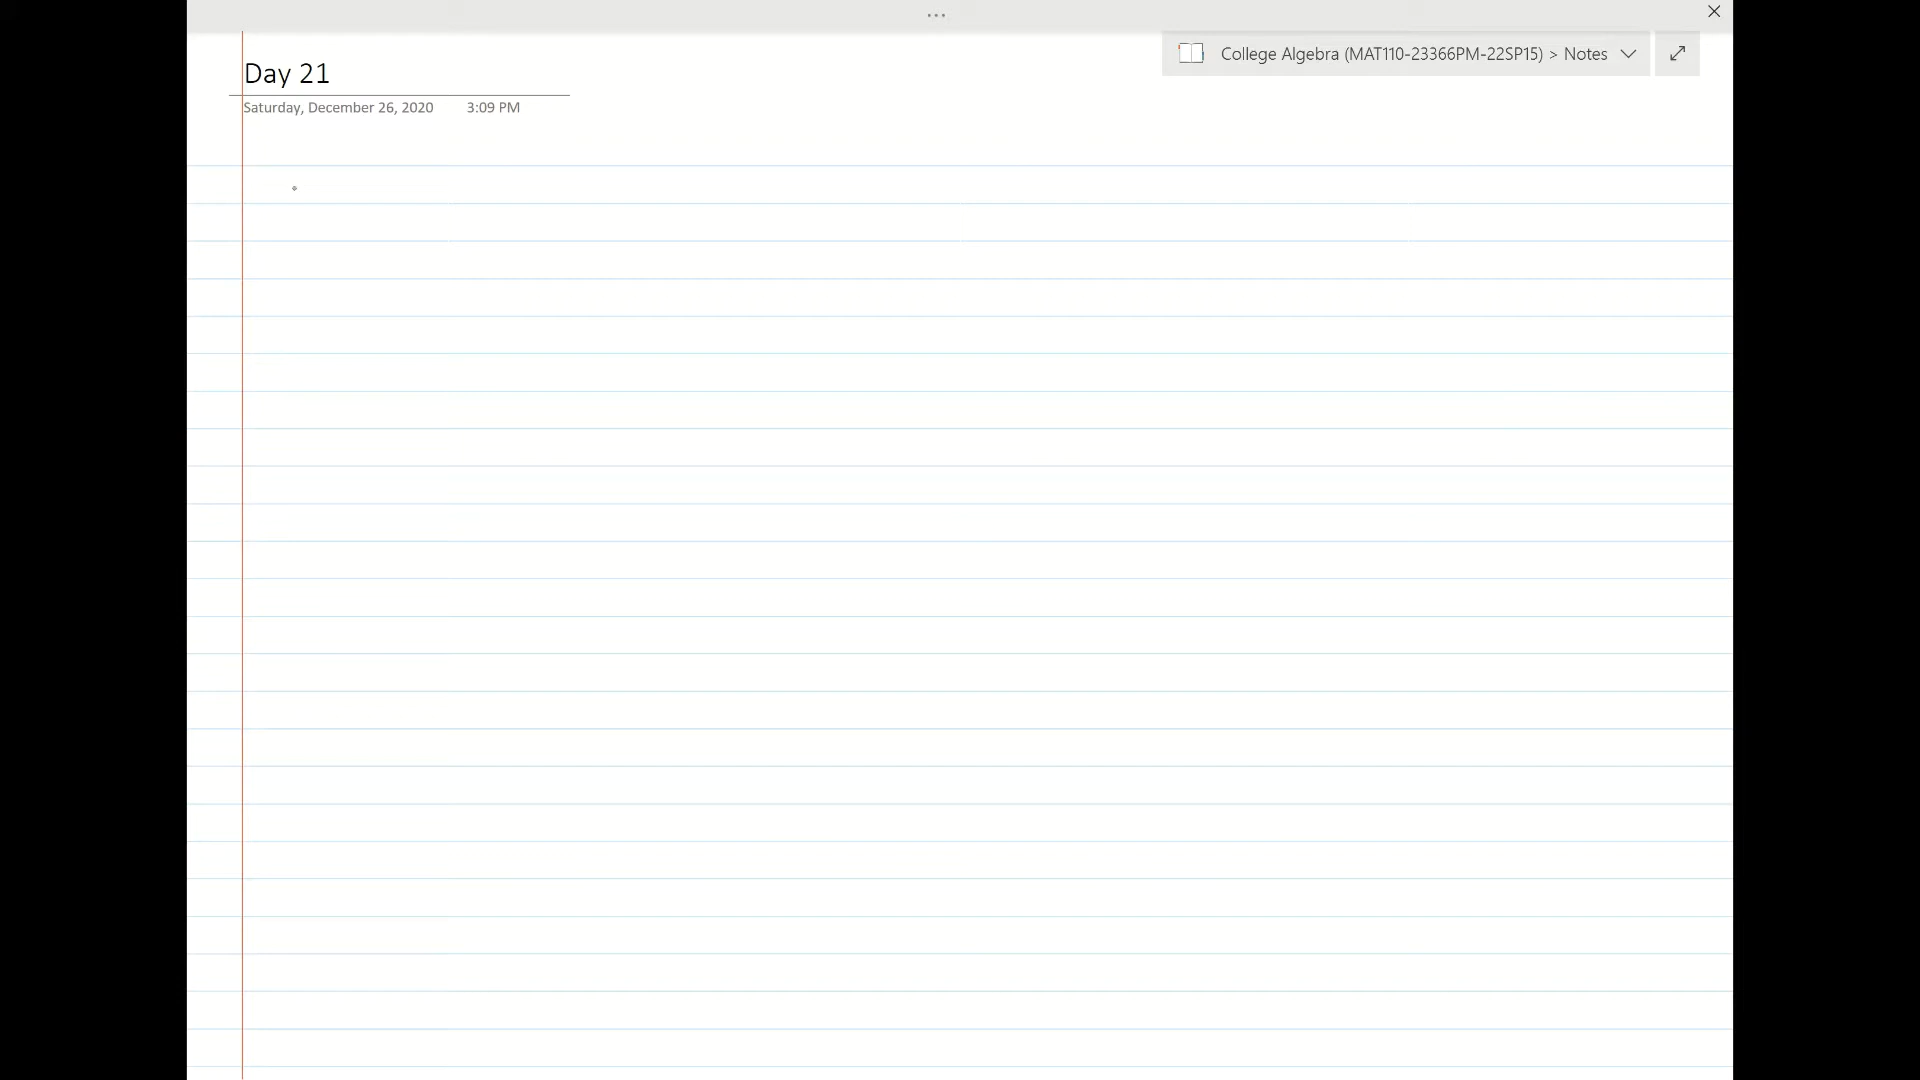 College Algebra (MAT110-23366PM-22SP15) > Notes
Day 21
Saturday, December 26, 2020 3:09 PM